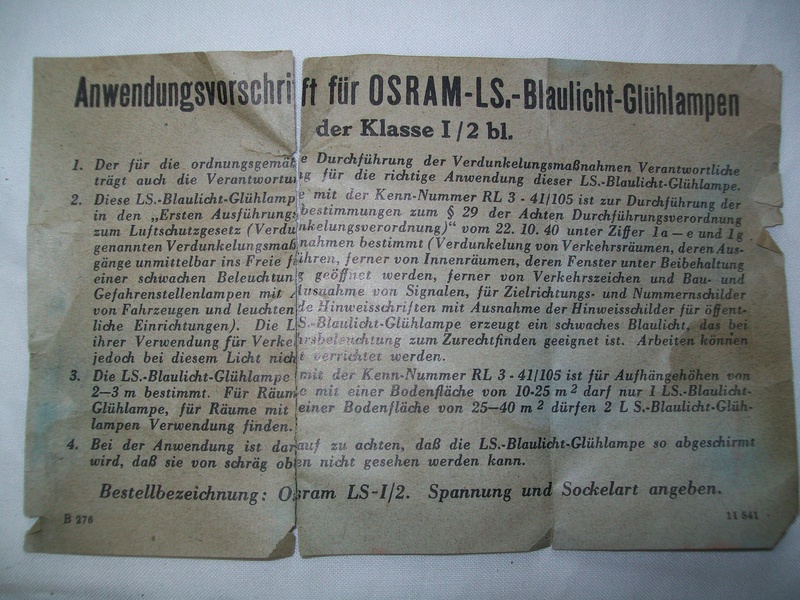 Anwendungsvorschrift für OSRAM-LS.-Blaulicht-Glühlampen
der Klasse I/2 bl.
1. Der für die ordnungsgemäße Durchführung der Verdunkelungsmaßnahmen Verantwortliche
trägt auch die Verantwortung für die richtige Anwendung dieser LS.-Blaulicht-Glühlampe.
2. Diese LS.-Blaulicht-Glühlampe mit der Kenn-Nummer RL 3 - 41/105 ist zur Durchführung der
in den „Ersten Ausführungsbestimmungen zum § 29 der Achten Durchführungsverordnung
zum Luftschutzgesetz (Verdunkelungsverordnung)“ vom 22. 10. 40 unter Ziffer 1a—e und 1g
genannten Verdunkelungsmaßnahmen bestimmt (Verdunkelung von Verkehrsräumen, deren Aus-
gänge unmittelbar ins Freie führen, ferner von Innenräumen, deren Fenster unter Beibehaltung
einer schwachen Beleuchtung geöffnet werden, ferner von Verkehrszeichen und Bau- und
Gefahrenstellenlampen mit Ausnahme von Signalen, für Zielrichtungs- und Nummernschilder
von Fahrzeugen und leuchtende Hinweisschriften mit Ausnahme der Hinweisschilder für öffent-
liche Einrichtungen). Die LS.-Blaulicht-Glühlampe erzeugt ein schwaches Blaulicht, das bei
ihrer Verwendung für Verkehrsbeleuchtung zum Zurechtfinden geeignet ist. Arbeiten können
jedoch bei diesem Licht nicht verrichtet werden.
3. Die LS.-Blaulicht-Glühlampe mit der Kenn-Nummer RL 3 - 41/105 ist für Aufhängehöhen von
2—3 m bestimmt. Für Räume mit einer Bodenfläche von 10-25 m² darf nur 1 LS.-Blaulicht-
Glühlampe, für Räume mit einer Bodenfläche von 25—40 m² dürfen 2 L S.-Blaulicht-Glüh-
lampen Verwendung finden.
4. Bei der Anwendung ist darauf zu achten, daß die LS.-Blaulicht-Glühlampe so abgeschirmt
wird, daß sie von schräg oben nicht gesehen werden kann.
Bestellbezeichnung: Osram LS-I/2. Spannung und Sockelart angeben.
B 276
11 841